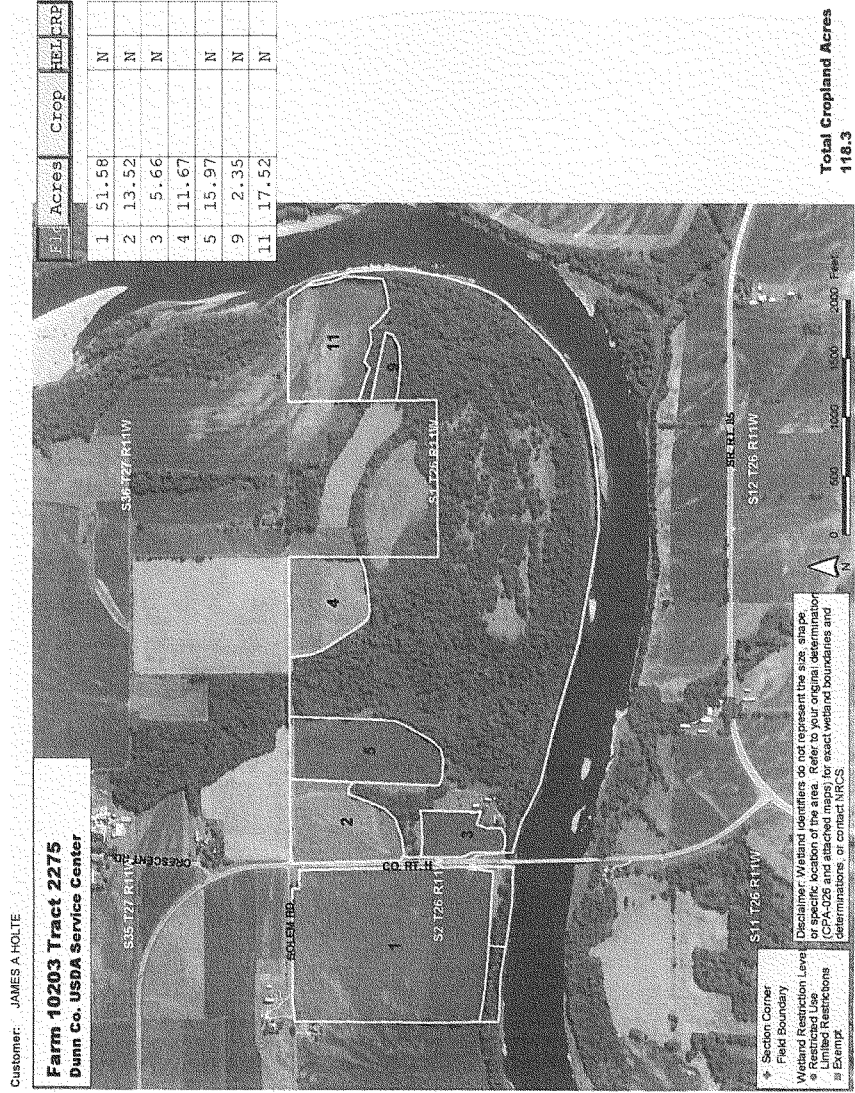 Customer: JAMES A HOLTE
Farm 10203 Tract 2275
Dunn Co. USDA Service Center
Acres Crop HEL CRP
1 51.58 N
2 13.52 N
3 5.66 N
4 11.67
5 15.97 N
9 2.35 N
11 17.52 N
S35 T27 R11W
CRESCENT RD
S36 T27 R11W
BOLEN RD
CO. RT. H
1
2
3
4
5
9
11
S2 T26 R11W
S1 T26 R11W
S11 T26 R11W
S12 T26 R11W
Section Corner
Field Boundary
Wetland Restriction Level
Restricted Use
Limited Restrictions
Exempt
Disclaimer: Wetland identifiers do not represent the size, shape,
or specific location of the area. Refer to your original determination
(CPA-026 and attached maps) for exact wetland boundaries and
determinations, or contact NRCS.
N
0 500 1000 1500 2000 Feet
Total Cropland Acres
118.3